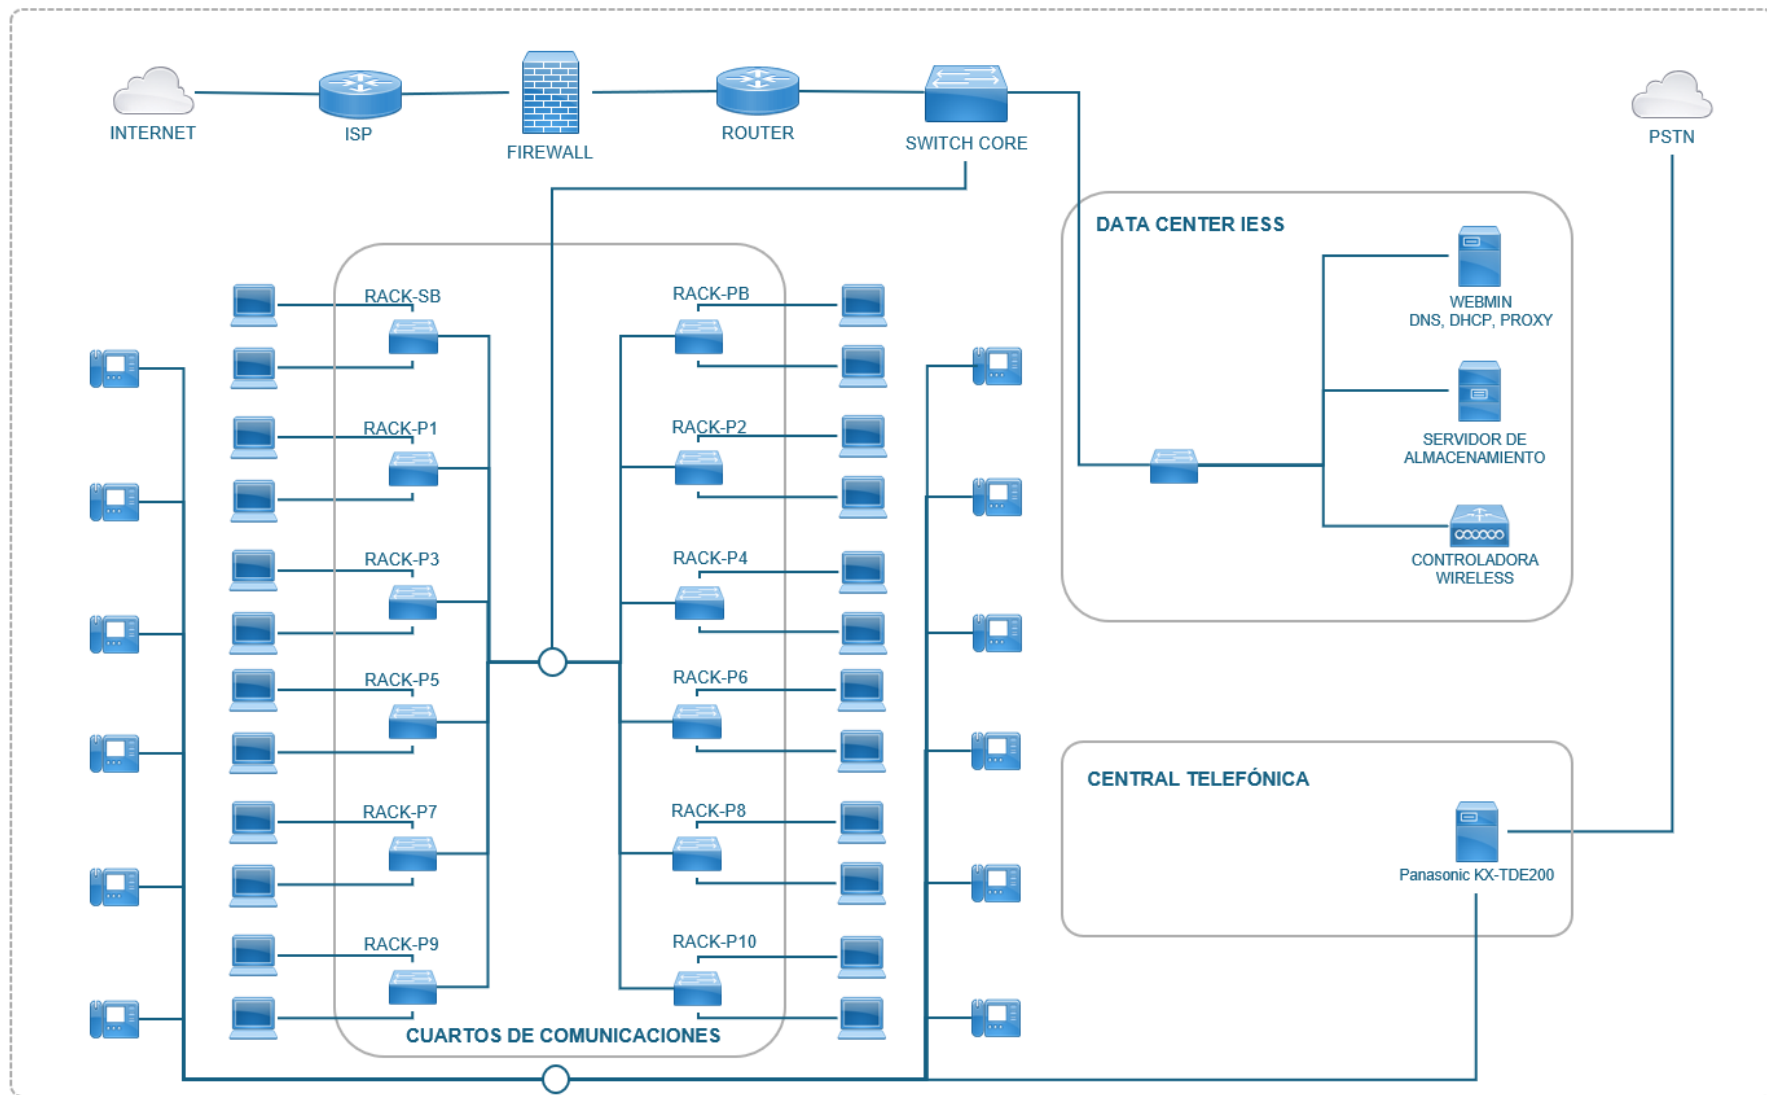 INTERNET
ISP
FIREWALL
ROUTER
SWITCH CORE
PSTN
DATA CENTER IESS
WEBMIN
DNS, DHCP, PROXY
SERVIDOR DE
ALMACENAMIENTO
CONTROLADORA
WIRELESS
RACK-SB
RACK-PB
RACK-P1
RACK-P2
RACK-P3
RACK-P4
RACK-P5
RACK-P6
RACK-P7
RACK-P8
RACK-P9
RACK-P10
CUARTOS DE COMUNICACIONES
CENTRAL TELEFÓNICA
Panasonic KX-TDE200